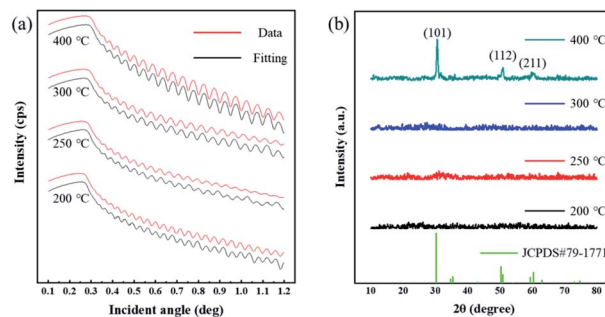 (a)
Data
Fitting
400 °C
300 °C
250 °C
200 °C
Intensity (cps)
0.1 0.2 0.3 0.4 0.5 0.6 0.7 0.8 0.9 1.0 1.1 1.2
Incident angle (deg)
(b)
(101)
(112)
(211)
400 °C
300 °C
250 °C
200 °C
JCPDS#79-1771
Intensity (a.u.)
10 20 30 40 50 60 70 80
2θ (degree)